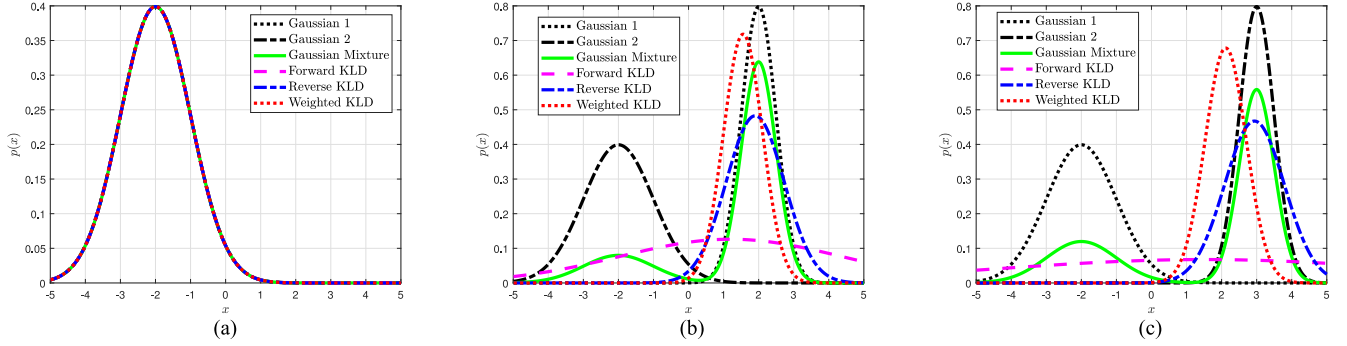 0.4
0.35
0.3
0.25
0.2
0.15
0.1
0.05
0
-5 -4 -3 -2 -1 0 1 2 3 4 5
p(x)
x
Gaussian 1
Gaussian 2
Gaussian Mixture
Forward KLD
Reverse KLD
Weighted KLD
(a)
0.8
0.7
0.6
0.5
0.4
0.3
0.2
0.1
0
-5 -4 -3 -2 -1 0 1 2 3 4 5
p(x)
x
Gaussian 1
Gaussian 2
Gaussian Mixture
Forward KLD
Reverse KLD
Weighted KLD
(b)
0.8
0.7
0.6
0.5
0.4
0.3
0.2
0.1
0
-5 -4 -3 -2 -1 0 1 2 3 4 5
p(x)
x
Gaussian 1
Gaussian 2
Gaussian Mixture
Forward KLD
Reverse KLD
Weighted KLD
(c)